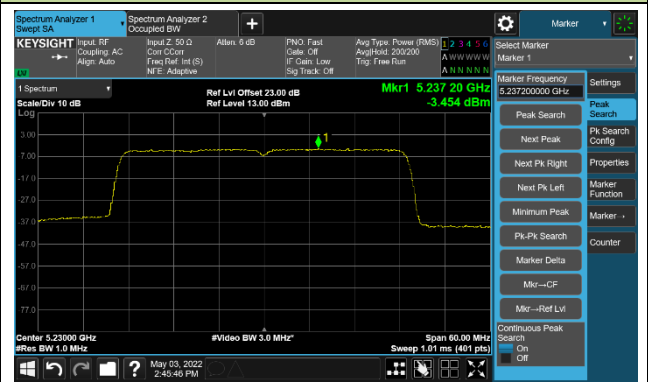 Spectrum Analyzer 1
Swept SA
Spectrum Analyzer 2
Occupied BW
+
Marker
KEYSIGHT
Input: RF
Coupling: AC
Align: Auto
Input Z: 50 Ω
Corr CCorr
Freq Ref: Int (S)
NFE: Adaptive
Atten: 6 dB
PNO: Fast
Gate: Off
IF Gain: Low
Sig Track: Off
Avg Type: Power (RMS)
Avg|Hold: 200/200
Trig: Free Run
1 2 3 4 5 6
A W W W W W
A N N N N N
LXI
Select Marker
Marker 1
1 Spectrum
Scale/Div 10 dB
Log
Ref Lvl Offset 23.00 dB
Ref Level 13.00 dBm
Mkr1 5.237 20 GHz
-3.454 dBm
1
3.00
-7.00
-17.0
-27.0
-37.0
-47.0
-57.0
-67.0
-77.0
Center 5.23000 GHz
#Res BW 1.0 MHz
#Video BW 3.0 MHz*
Span 60.00 MHz
Sweep 1.01 ms (401 pts)
Marker Frequency
5.237200000 GHz
Peak Search
Next Peak
Next Pk Right
Next Pk Left
Minimum Peak
Pk-Pk Search
Marker Delta
Mkr→CF
Mkr→Ref Lvl
Continuous Peak
Search
On
Off
Settings
Peak
Search
Pk Search
Config
Properties
Marker
Function
Marker→
Counter
?
May 03, 2022
2:45:46 PM